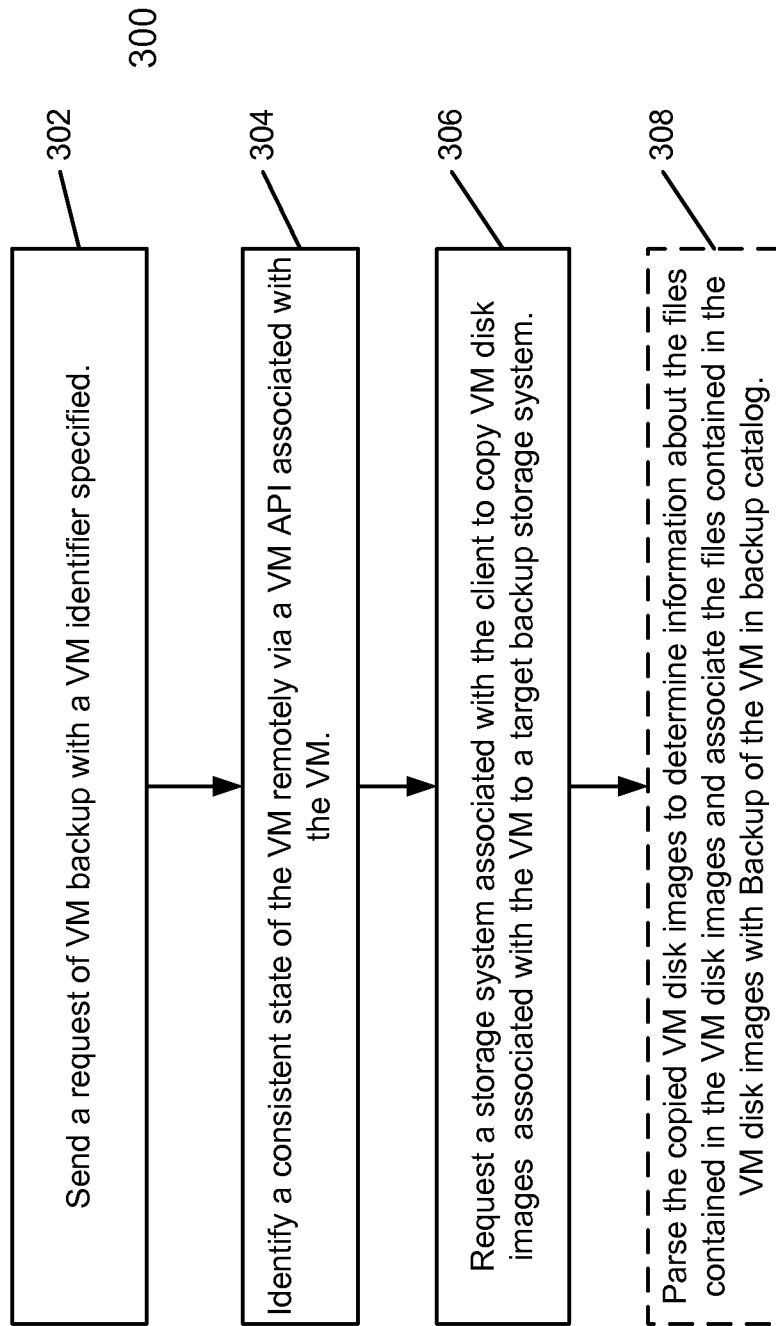 300
302
Send a request of VM backup with a VM identifier specified.
304
Identify a consistent state of the VM remotely via a VM API associated with
the VM.
306
Request a storage system associated with the client to copy VM disk
images associated with the VM to a target backup storage system.
308
Parse the copied VM disk images to determine information about the files
contained in the VM disk images and associate the files contained in the
VM disk images with Backup of the VM in backup catalog.